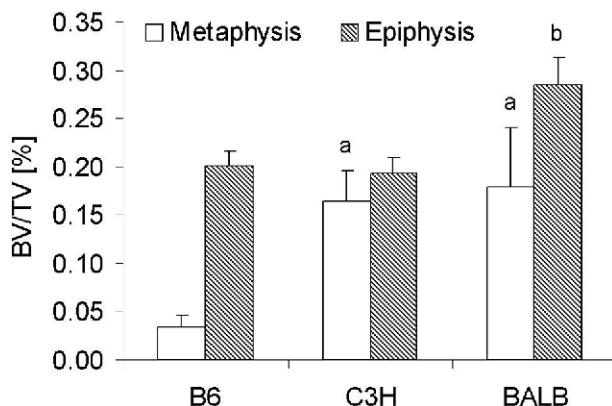 Metaphysis Epiphysis
b
a
a
BV/TV [%]
0.35
0.30
0.25
0.20
0.15
0.10
0.05
0.00
B6 C3H BALB